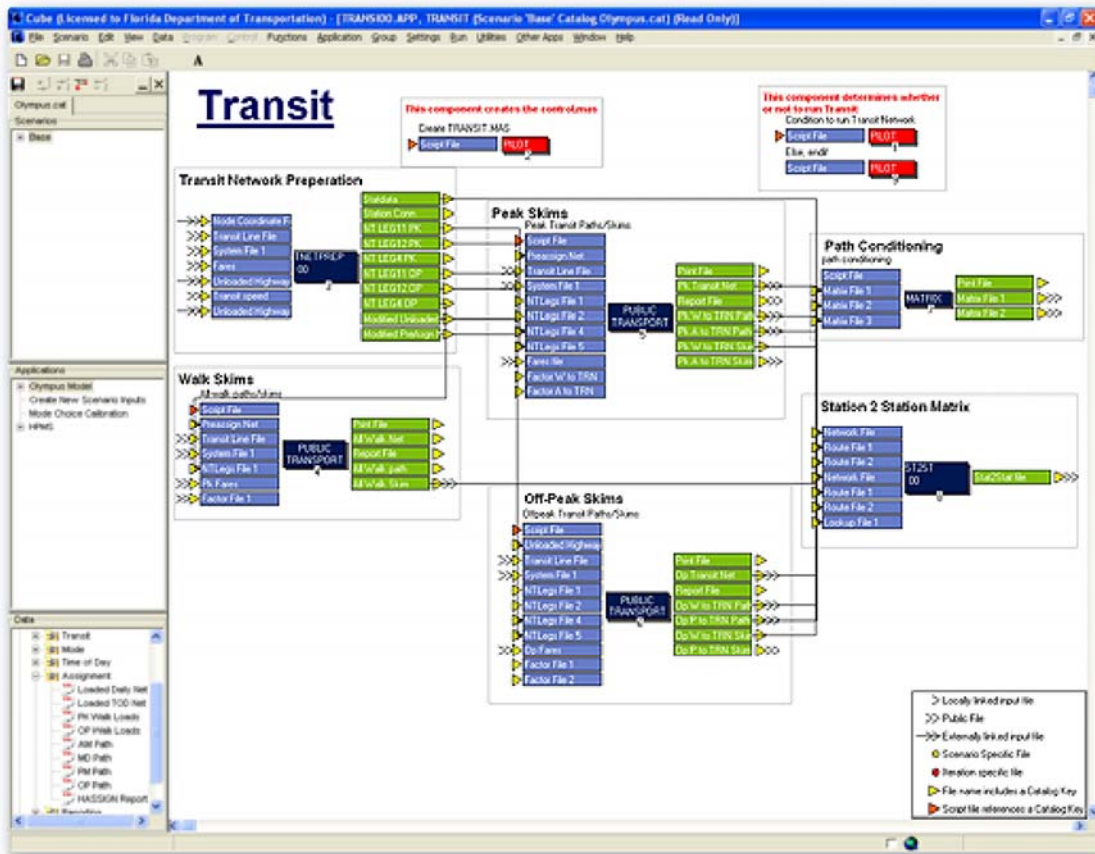 Cube (Licensed to Florida Department of Transportation) - [TRANSI00.APP, TRANSIT (Scenario 'Base' Catalog Olympus.cat) (Read Only)]
File Scenario Edit View Data Program Control Functions Application Group Settings Run Utilities Other Apps Window Help
A
Olympus.cat
Scenarios
Base
Applications
Olympus Model
Create New Scenario Inputs
Mode Choice Calibration
HPMS
Data
Transit
Mode
Time of Day
Assignment
Loaded Daily Net
Loaded TOD Net
PK Walk Loads
OP Walk Loads
AM Path
MD Path
PM Path
OP Path
HASSIGN Report
Reporting
Transit
This component creates the control.mas
Create TRANSIT.MAS
Script File
PILOT
2
This component determines whether
or not to run Transit
Condition to run Transit Network
Script File
PILOT
1
Else, endif
Script File
PILOT
Transit Network Preperation
Node Coordinate F
Transit Line File
System File 1
Fares
Unloaded Highway
Transit speed
Unloaded Highway
TNETPREP
00
3
Statdata
Station Conn.
NT LEG11 PK
NT LEG12 PK
NT LEG4 PK
NT LEG11 OP
NT LEG12 OP
NT LEG4 OP
Modified Unloaded
Modified Preassign
Peak Skims
Peak Transit Paths/Skims
Script File
Preassign Net
Transit Line File
System File 1
NTLegs File 1
NTLegs File 2
NTLegs File 4
NTLegs File 5
Fares file
Factor W to TRN
Factor A to TRN
PUBLIC
TRANSPORT
5
Print File
Pk Transit Net
Report File
Pk W to TRN Path
Pk A to TRN Path
Pk W to TRN Skim
Pk A to TRN Skim
Path Conditioning
path conditioning
Script File
Matrix File 1
Matrix File 2
Matrix File 3
MATRIX
7
Print File
Matrix File 1
Matrix File 2
Walk Skims
All walk paths/skims
Script File
Preassign Net
Transit Line File
System File 1
NTLegs File 1
Pk Fares
Factor File 1
PUBLIC
TRANSPORT
4
Print File
All Walk Net
Report File
All Walk path
All Walk Skim
Station 2 Station Matrix
Network File
Route File 1
Route File 2
Network File
Route File 1
Route File 2
Lookup File 1
ST2ST
00
8
Stat2Stat file
Off-Peak Skims
Offpeak Transit Paths/Skims
Script File
Unloaded Highway
Transit Line File
System File 1
NTLegs File 1
NTLegs File 2
NTLegs File 4
NTLegs File 5
Op Fares
Factor File 1
Factor File 2
PUBLIC
TRANSPORT
6
Print File
Op Transit Net
Report File
Op W to TRN Path
Op P to TRN Path
Op W to TRN Skim
Op P to TRN Skim
Locally linked input file
Public File
Externally linked input file
Scenario Specific File
Iteration specific file
File name includes a Catalog Key
Script file references a Catalog Key